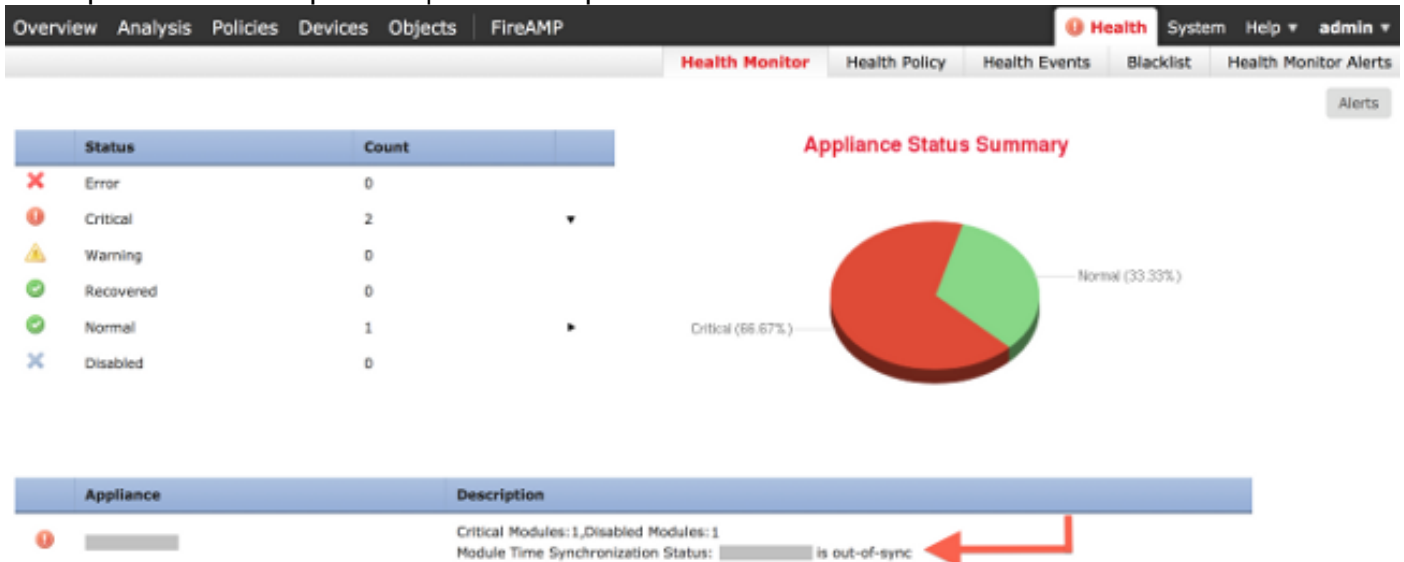 Overview Analysis Policies Devices Objects FireAMP Health System Help admin
Health Monitor Health Policy Health Events Blacklist Health Monitor Alerts
Alerts
Status Count
Error 0
Critical 2
Warning 0
Recovered 0
Normal 1
Disabled 0
Appliance Status Summary
Normal (33.33%)
Critical (66.67%)
Appliance Description
Critical Modules:1,Disabled Modules:1
Module Time Synchronization Status: is out-of-sync